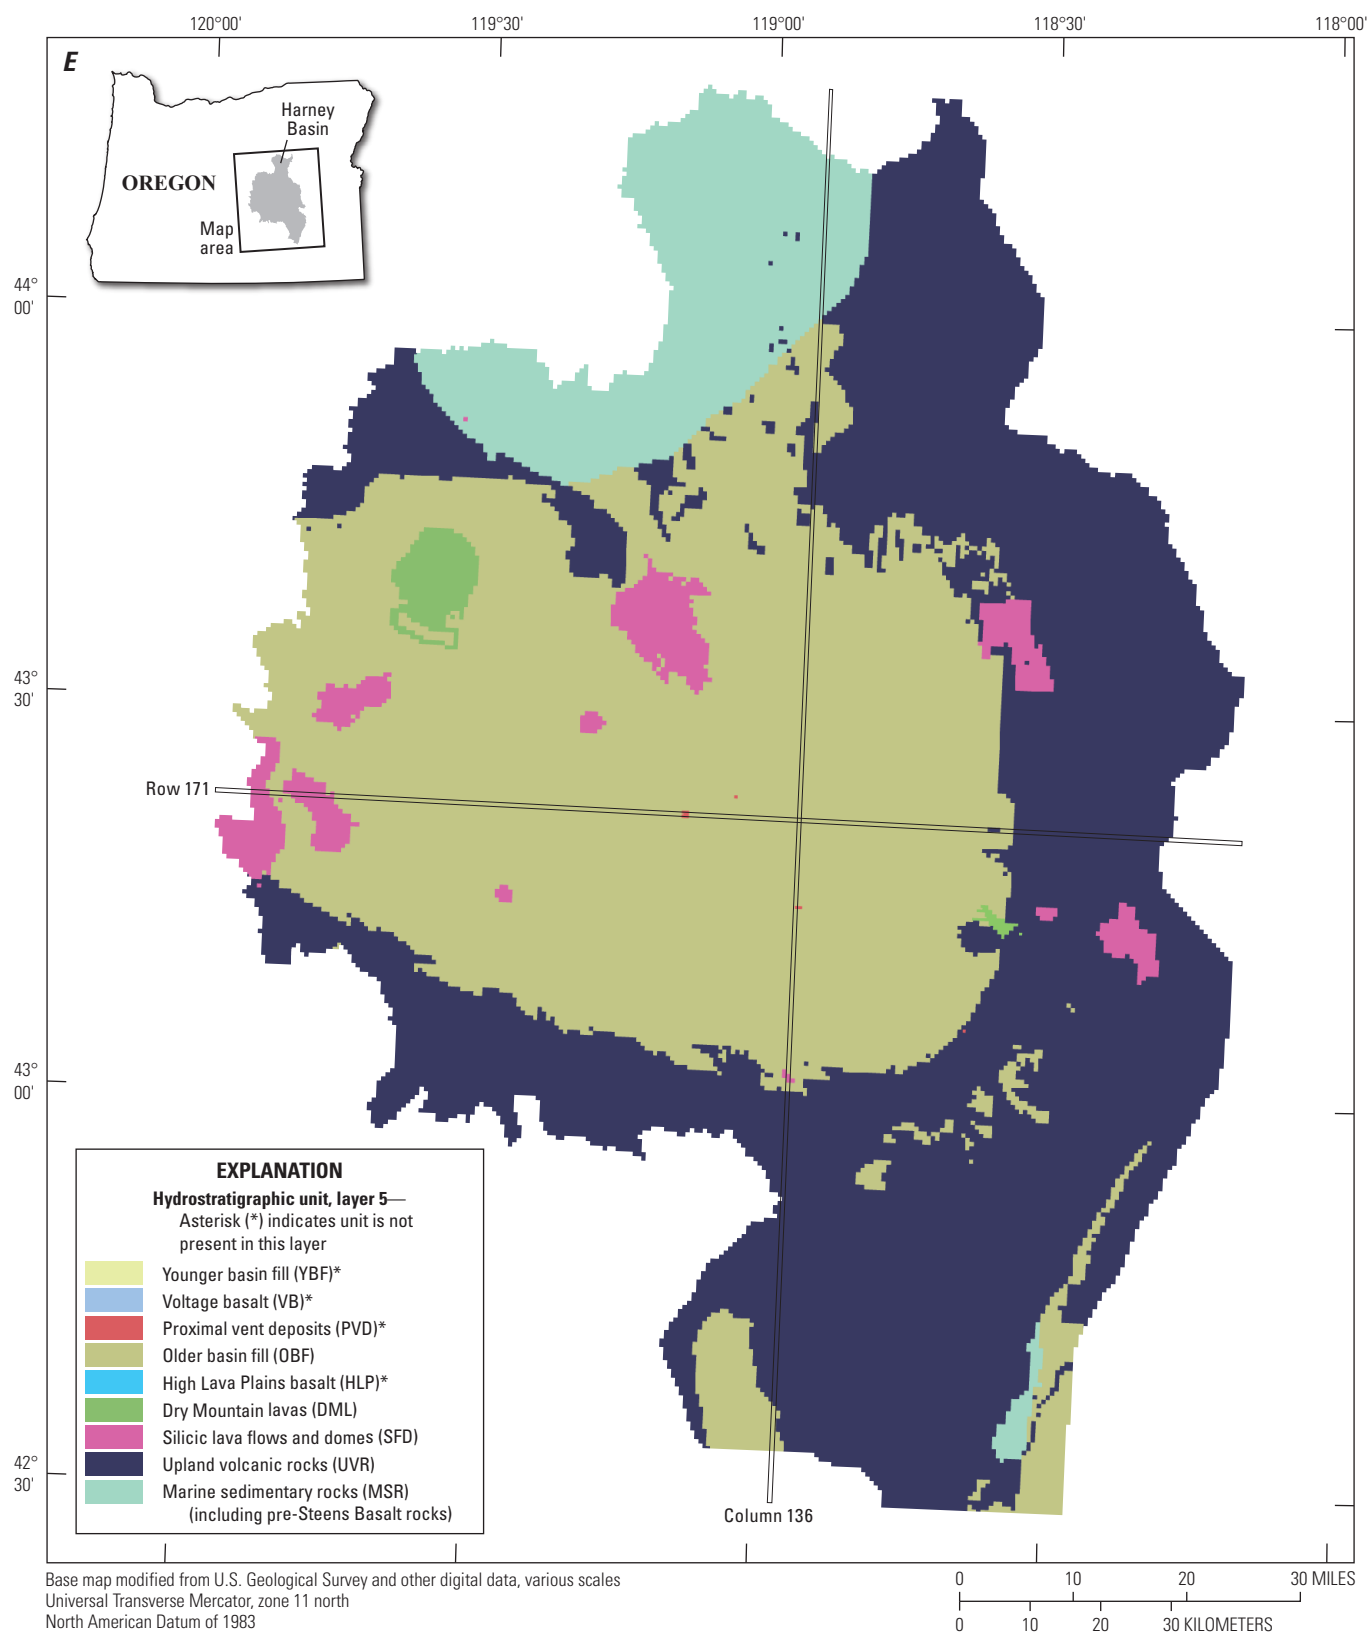 120°00'
119°30'
119°00'
118°30'
118°00'
E
Harney
Basin
OREGON
Map
area
44°
00'
43°
30'
Row 171
43°
00'
EXPLANATION
Hydrostratigraphic unit, layer 5—
Asterisk (*) indicates unit is not
present in this layer
Younger basin fill (YBF)*
Voltage basalt (VB)*
Proximal vent deposits (PVD)*
Older basin fill (OBF)
High Lava Plains basalt (HLP)*
Dry Mountain lavas (DML)
Silicic lava flows and domes (SFD)
Upland volcanic rocks (UVR)
Marine sedimentary rocks (MSR)
(including pre-Steens Basalt rocks)
42°
30'
Column 136
Base map modified from U.S. Geological Survey and other digital data, various scales
Universal Transverse Mercator, zone 11 north
North American Datum of 1983
0 10 20 30 MILES
0 10 20 30 KILOMETERS